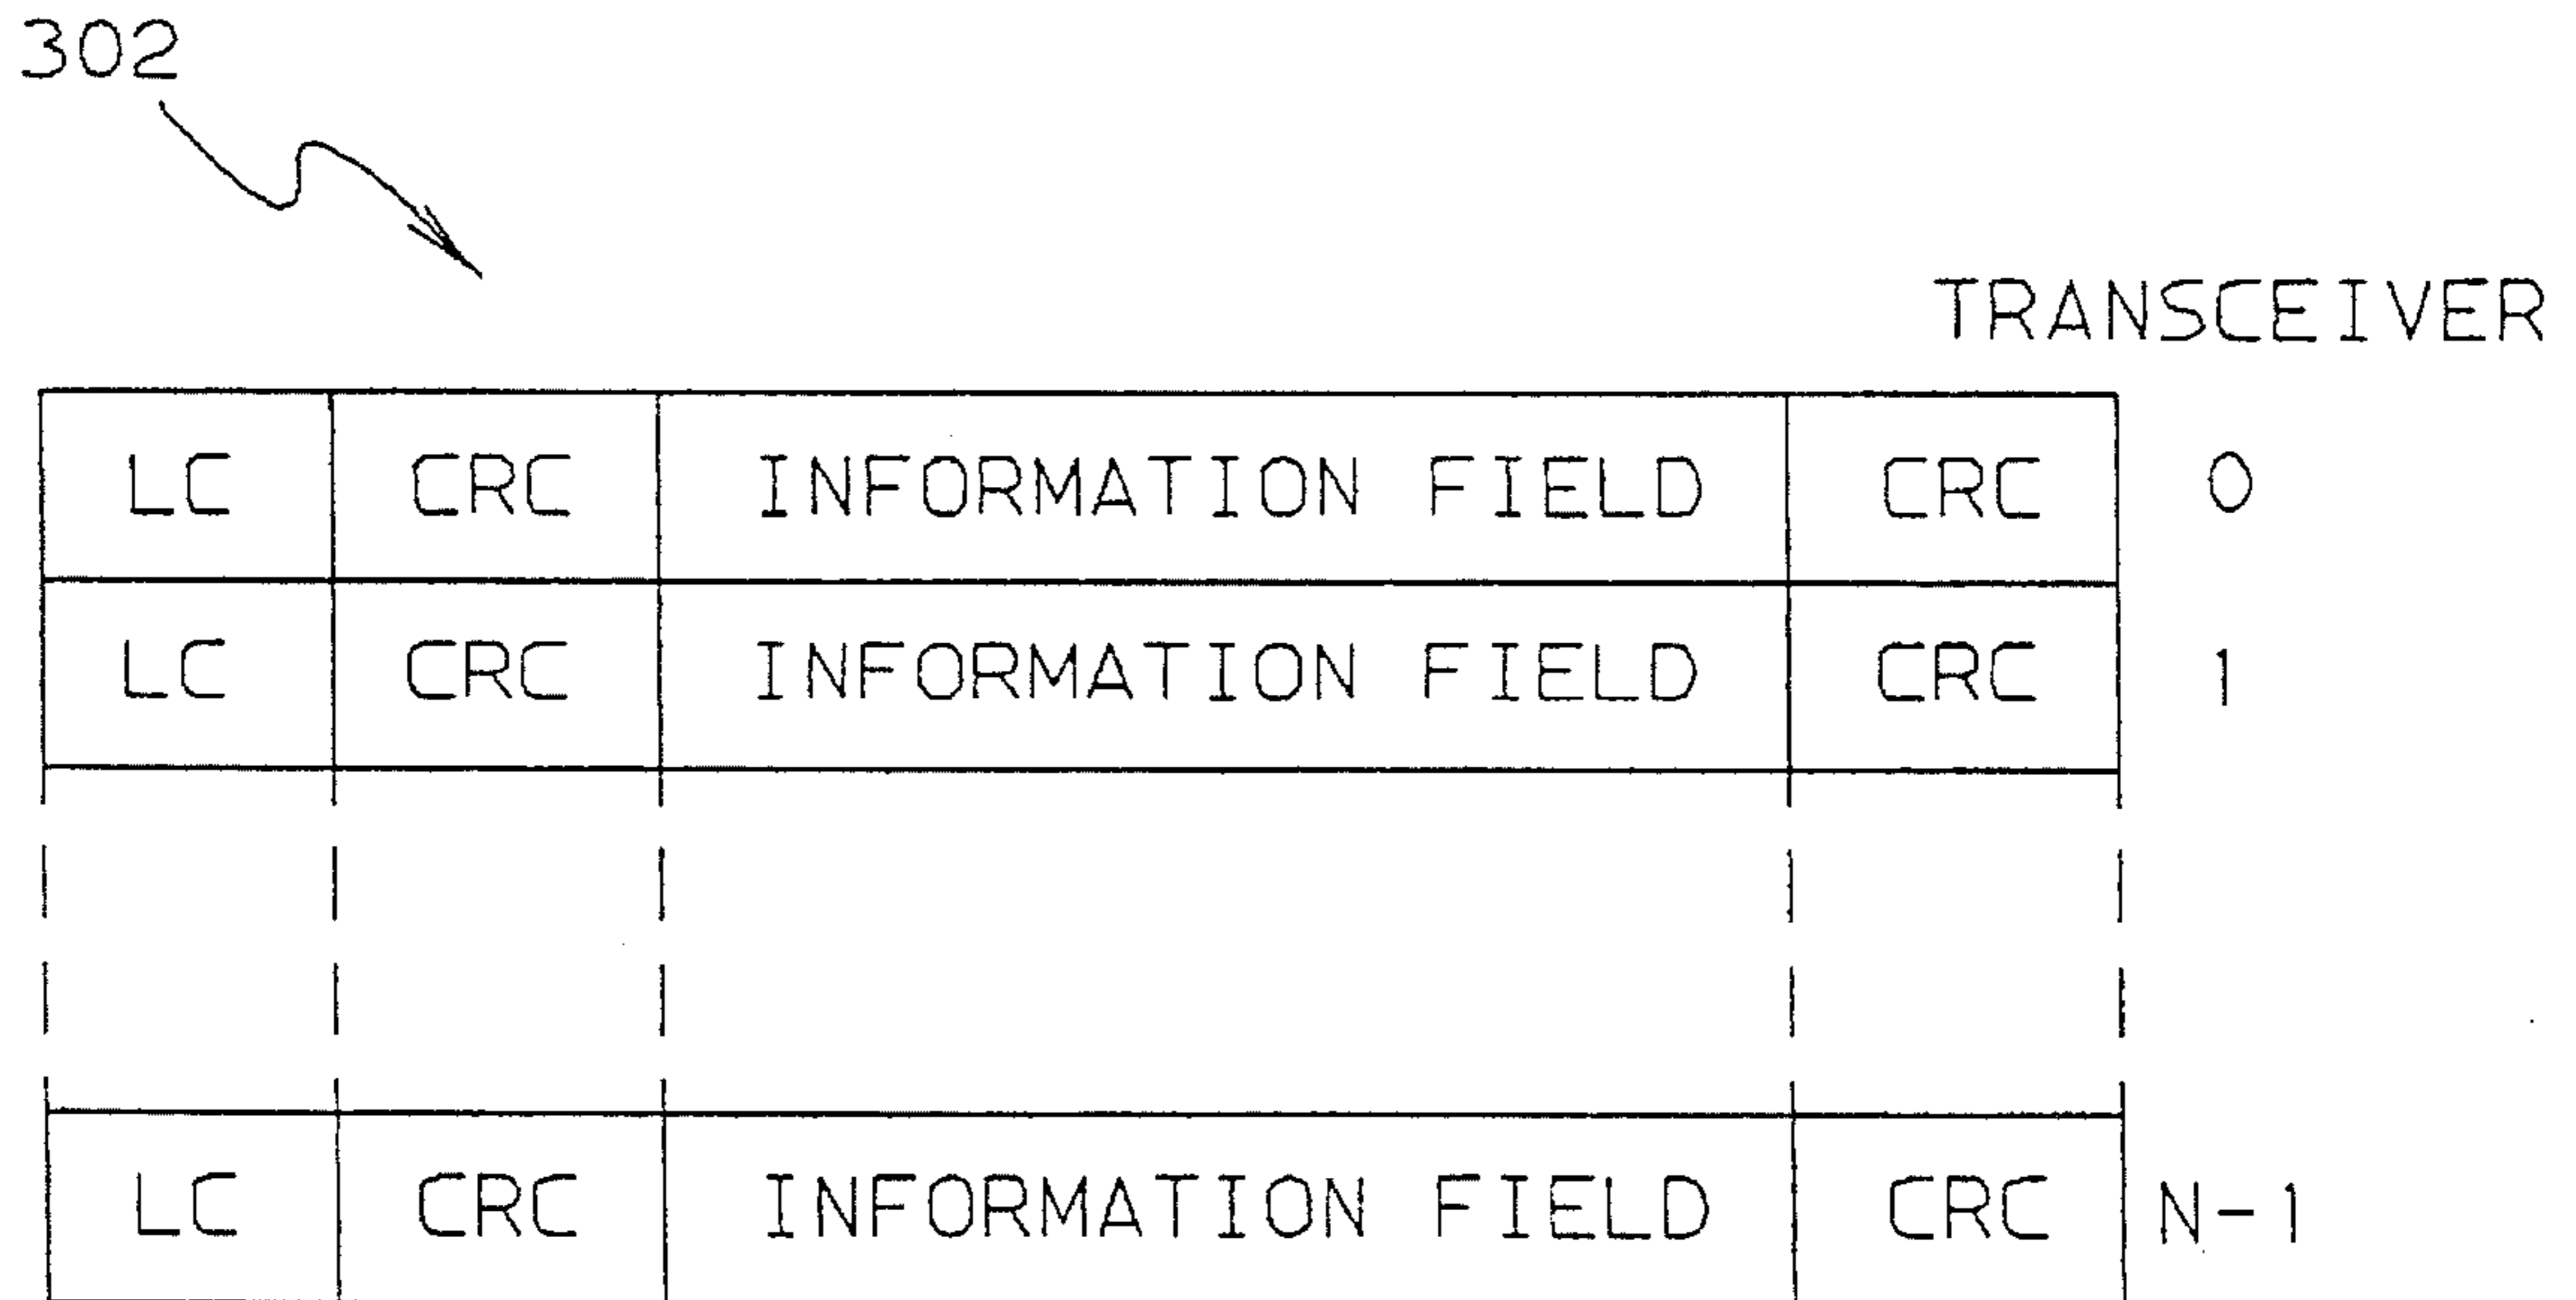 302
TRANSCEIVER
LC CRC INFORMATION FIELD CRC 0
LC CRC INFORMATION FIELD CRC 1
LC CRC INFORMATION FIELD CRC N-1